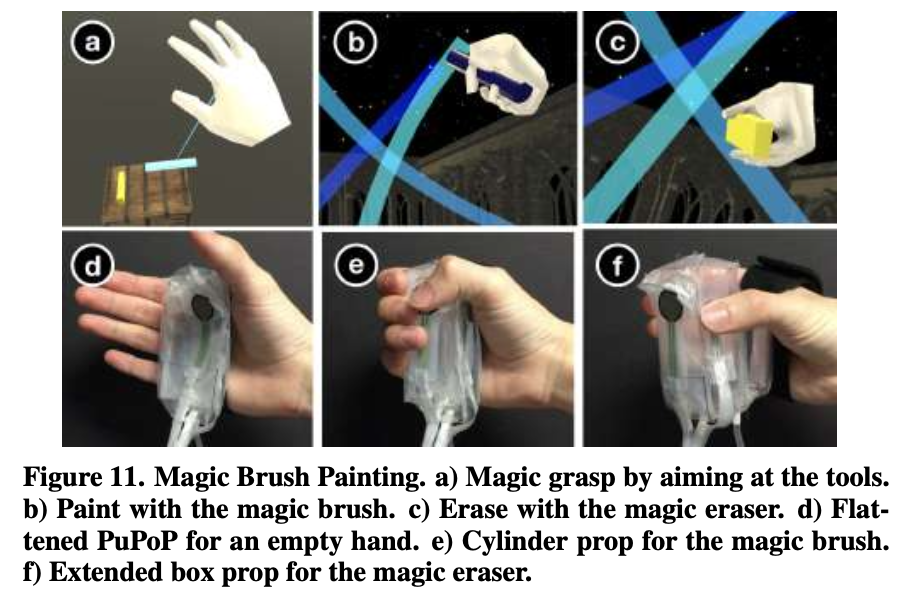 a
b
c
d
e
f
Figure 11. Magic Brush Painting. a) Magic grasp by aiming at the tools.
b) Paint with the magic brush. c) Erase with the magic eraser. d) Flat-
tened PuPoP for an empty hand. e) Cylinder prop for the magic brush.
f) Extended box prop for the magic eraser.